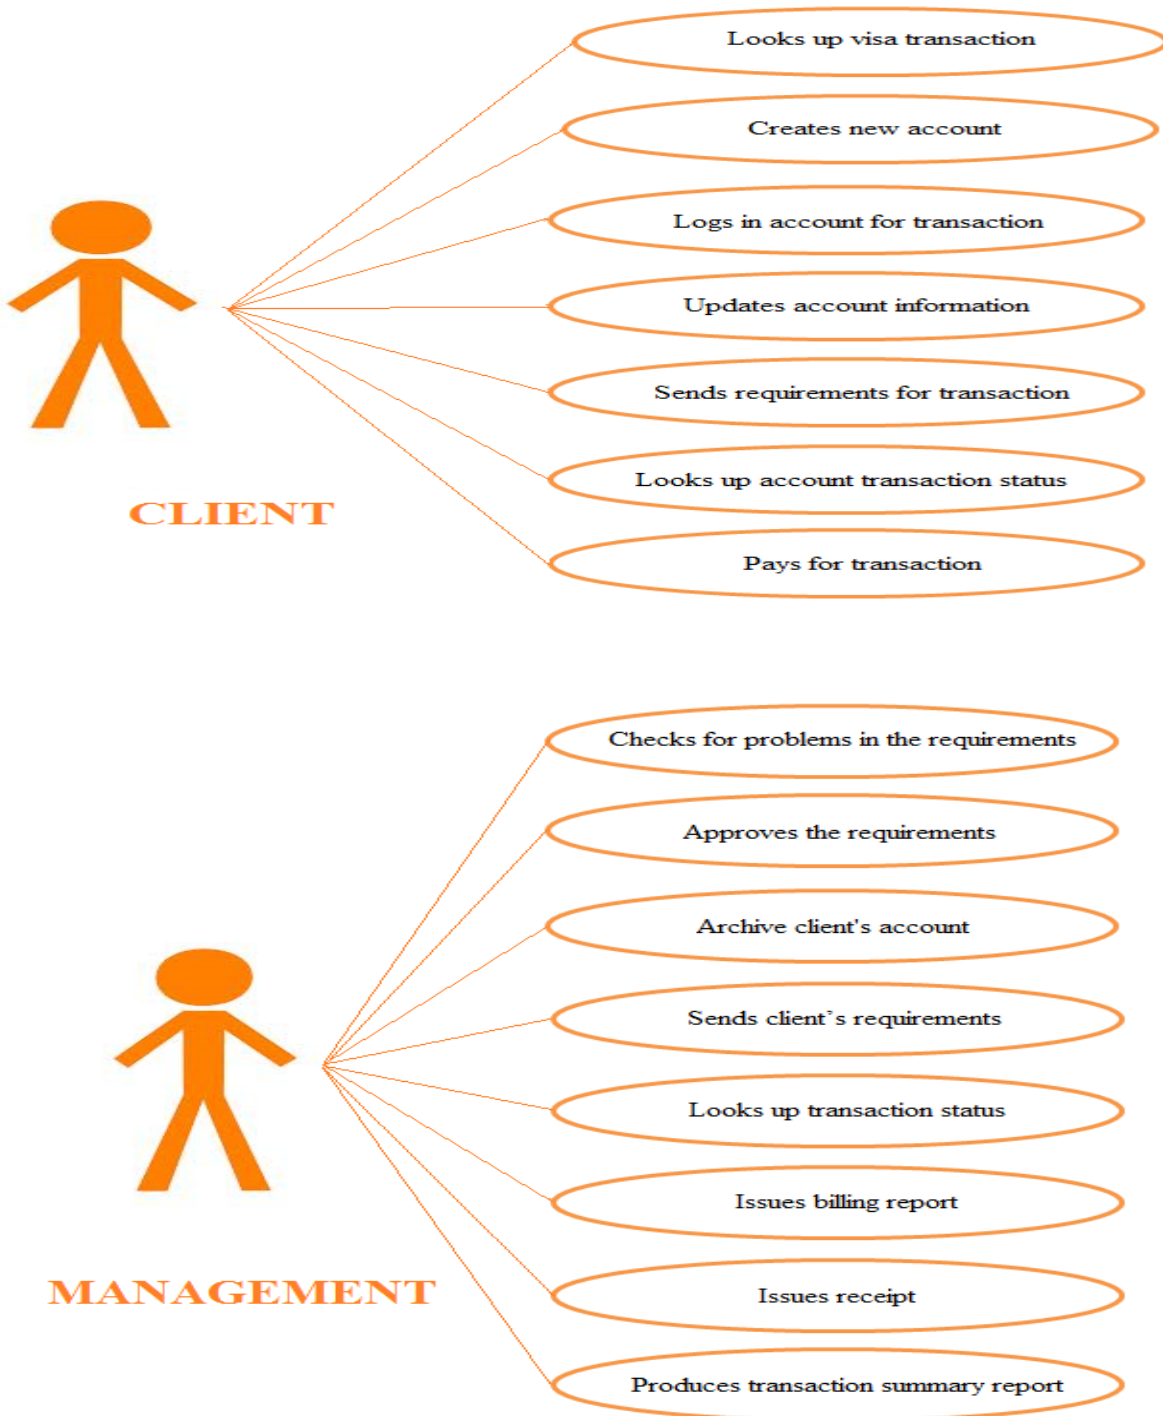 Looks up visa transaction
Creates new account
Logs in account for transaction
Updates account information
Sends requirements for transaction
Looks up account transaction status
Pays for transaction
CLIENT
Checks for problems in the requirements
Approves the requirements
Archive client's account
Sends client’s requirements
Looks up transaction status
Issues billing report
Issues receipt
Produces transaction summary report
MANAGEMENT